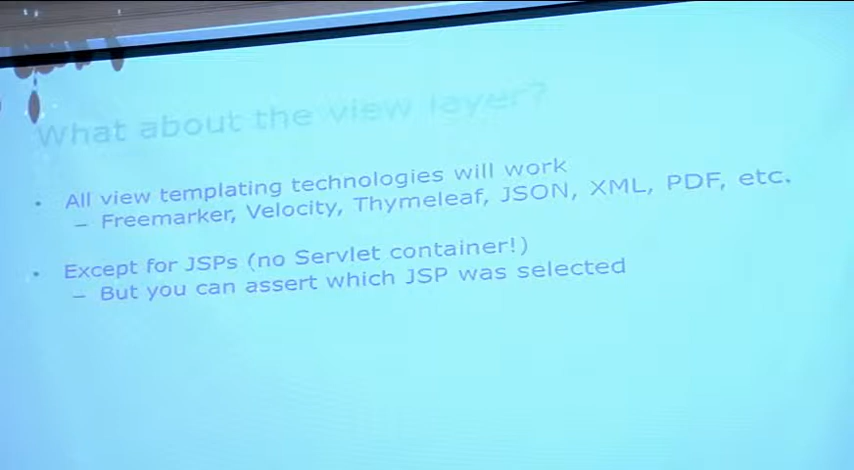 What about the view layer?
• All view templating technologies will work
– Freemarker, Velocity, Thymeleaf, JSON, XML, PDF, etc.
• Except for JSPs (no Servlet container!)
– But you can assert which JSP was selected